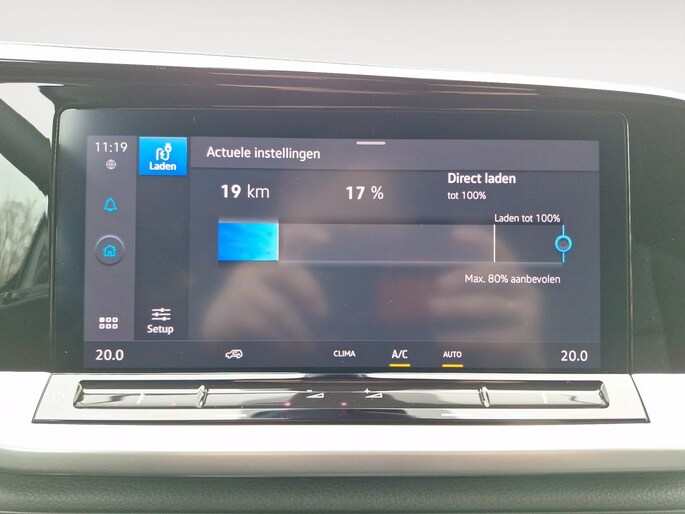 11:19
Laden
Actuele instellingen
19 km
17 %
Direct laden
tot 100%
Laden tot 100%
Max. 80% aanbevolen
Setup
20.0
CLIMA
A/C
AUTO
20.0